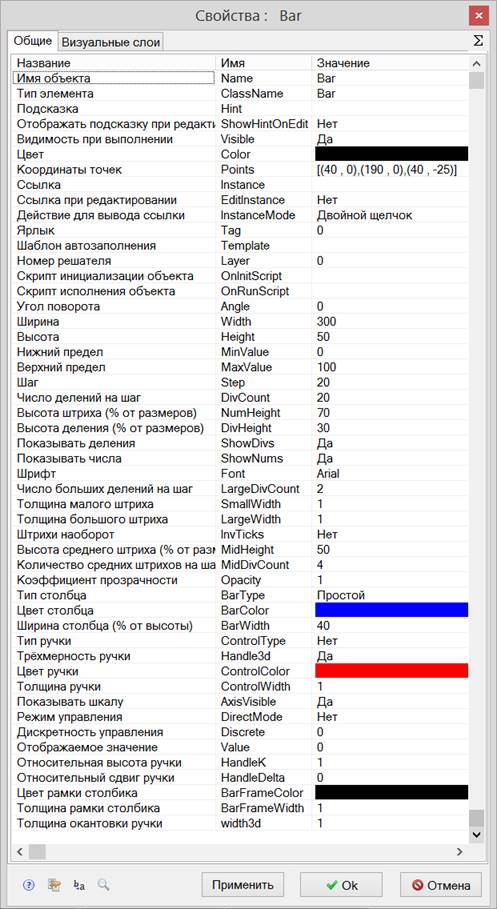 Свойства : Bar
Общие Визуальные слои Σ
Название Имя Значение
Имя объекта Name Bar
Тип элемента ClassName Bar
Подсказка Hint
Отображать подсказку при редакти ShowHintOnEdit Нет
Видимость при выполнении Visible Да
Цвет Color
Координаты точек Points [(40 , 0),(190 , 0),(40 , -25)]
Ссылка Instance
Ссылка при редактировании EditInstance Нет
Действие для вывода ссылки InstanceMode Двойной щелчок
Ярлык Tag 0
Шаблон автозаполнения Template
Номер решателя Layer 0
Скрипт инициализации объекта OnInitScript
Скрипт исполнения объекта OnRunScript
Угол поворота Angle 0
Ширина Width 300
Высота Height 50
Нижний предел MinValue 0
Верхний предел MaxValue 100
Шаг Step 20
Число делений на шаг DivCount 20
Высота штриха (% от размеров) NumHeight 70
Высота деления (% от размеров) DivHeight 30
Показывать деления ShowDivs Да
Показывать числа ShowNums Да
Шрифт Font Arial
Число больших делений на шаг LargeDivCount 2
Толщина малого штриха SmallWidth 1
Толщина большого штриха LargeWidth 1
Штрихи наоборот InvTicks Нет
Высота среднего штриха (% от разм MidHeight 50
Количество средних штрихов на ша MidDivCount 4
Коэффициент прозрачности Opacity 1
Тип столбца BarType Простой
Цвет столбца BarColor
Ширина столбца (% от высоты) BarWidth 40
Тип ручки ControlType Нет
Трёхмерность ручки Handle3d Да
Цвет ручки ControlColor
Толщина ручки ControlWidth 1
Показывать шкалу AxisVisible Да
Режим управления DirectMode Нет
Дискретность управления Discrete 0
Отображаемое значение Value 0
Относительная высота ручки HandleK 1
Относительный сдвиг ручки HandleDelta 0
Цвет рамки столбика BarFrameColor
Толщина рамки столбика BarFrameWidth 1
Толщина окантовки ручки width3d 1
Применить Ok Отмена